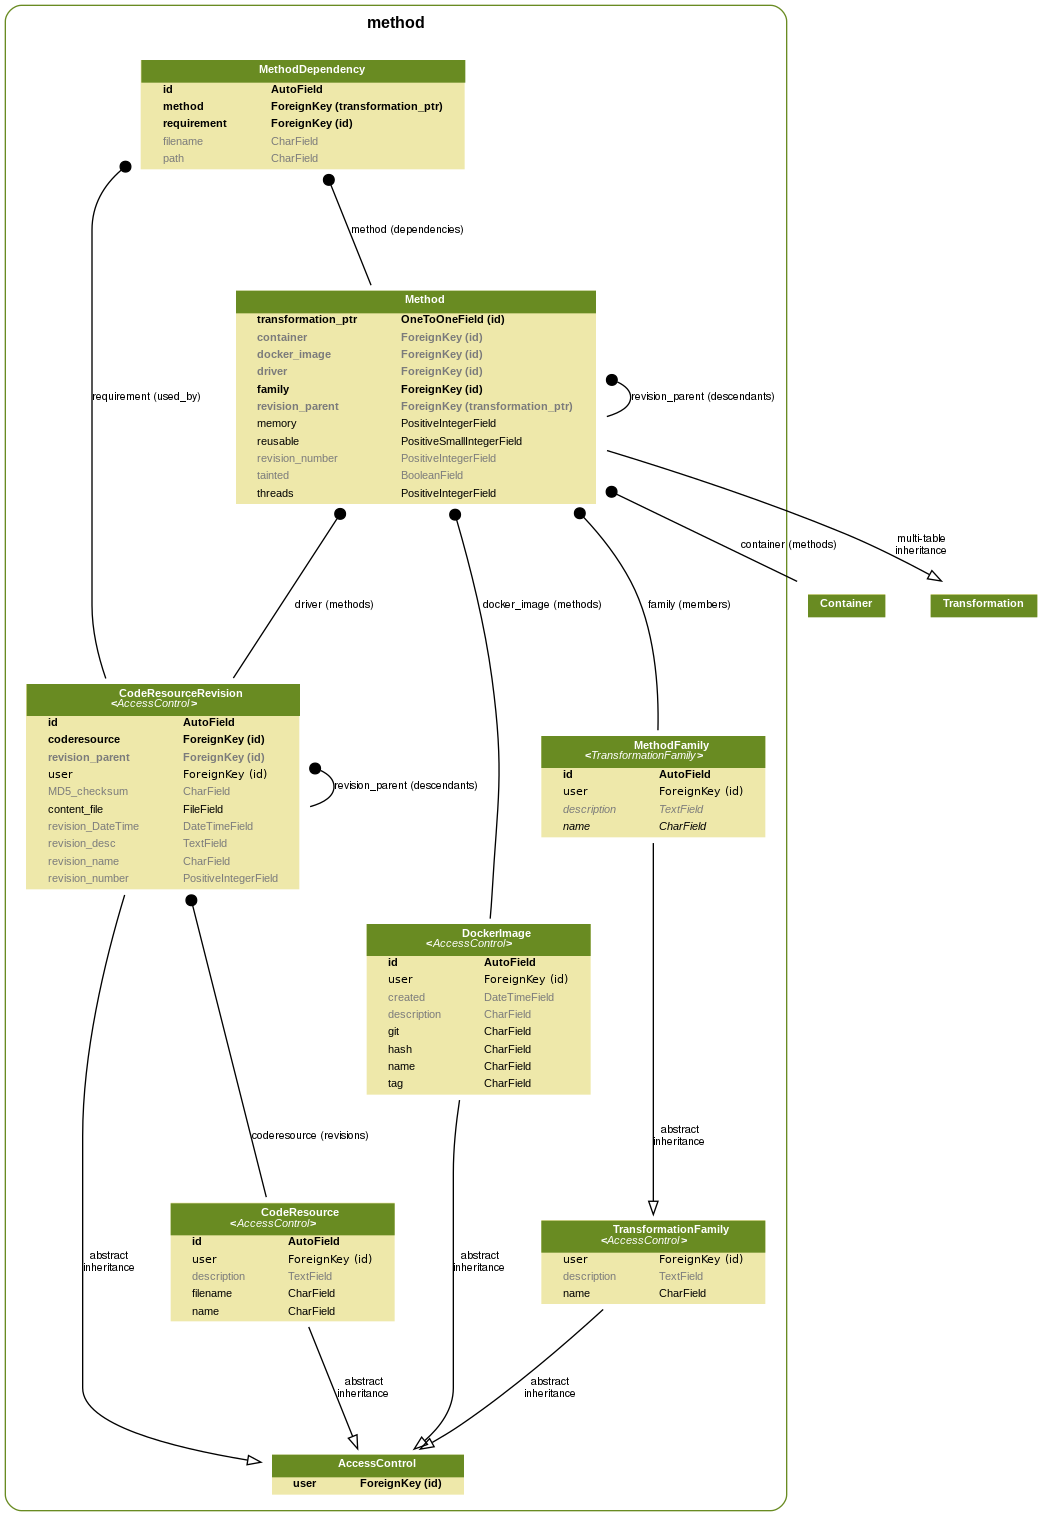 method
MethodDependency
id AutoField
method ForeignKey (transformation_ptr)
requirement ForeignKey (id)
filename CharField
path CharField
method (dependencies)
Method
transformation_ptr OneToOneField (id)
container ForeignKey (id)
docker_image ForeignKey (id)
driver ForeignKey (id)
family ForeignKey (id)
revision_parent ForeignKey (transformation_ptr)
memory PositiveIntegerField
reusable PositiveSmallIntegerField
revision_number PositiveIntegerField
tainted BooleanField
threads PositiveIntegerField
requirement (used_by)
revision_parent (descendants)
multi-table
inheritance
container (methods)
driver (methods)
docker_image (methods)
family (members)
Container
Transformation
CodeResourceRevision
<AccessControl>
id AutoField
coderesource ForeignKey (id)
revision_parent ForeignKey (id)
user ForeignKey (id)
MD5_checksum CharField
content_file FileField
revision_DateTime DateTimeField
revision_desc TextField
revision_name CharField
revision_number PositiveIntegerField
revision_parent (descendants)
MethodFamily
<TransformationFamily>
id AutoField
user ForeignKey (id)
description TextField
name CharField
DockerImage
<AccessControl>
id AutoField
user ForeignKey (id)
created DateTimeField
description CharField
git CharField
hash CharField
name CharField
tag CharField
coderesource (revisions)
abstract
inheritance
CodeResource
<AccessControl>
id AutoField
user ForeignKey (id)
description TextField
filename CharField
name CharField
TransformationFamily
<AccessControl>
user ForeignKey (id)
description TextField
name CharField
abstract
inheritance
abstract
inheritance
abstract
inheritance
abstract
inheritance
AccessControl
user ForeignKey (id)